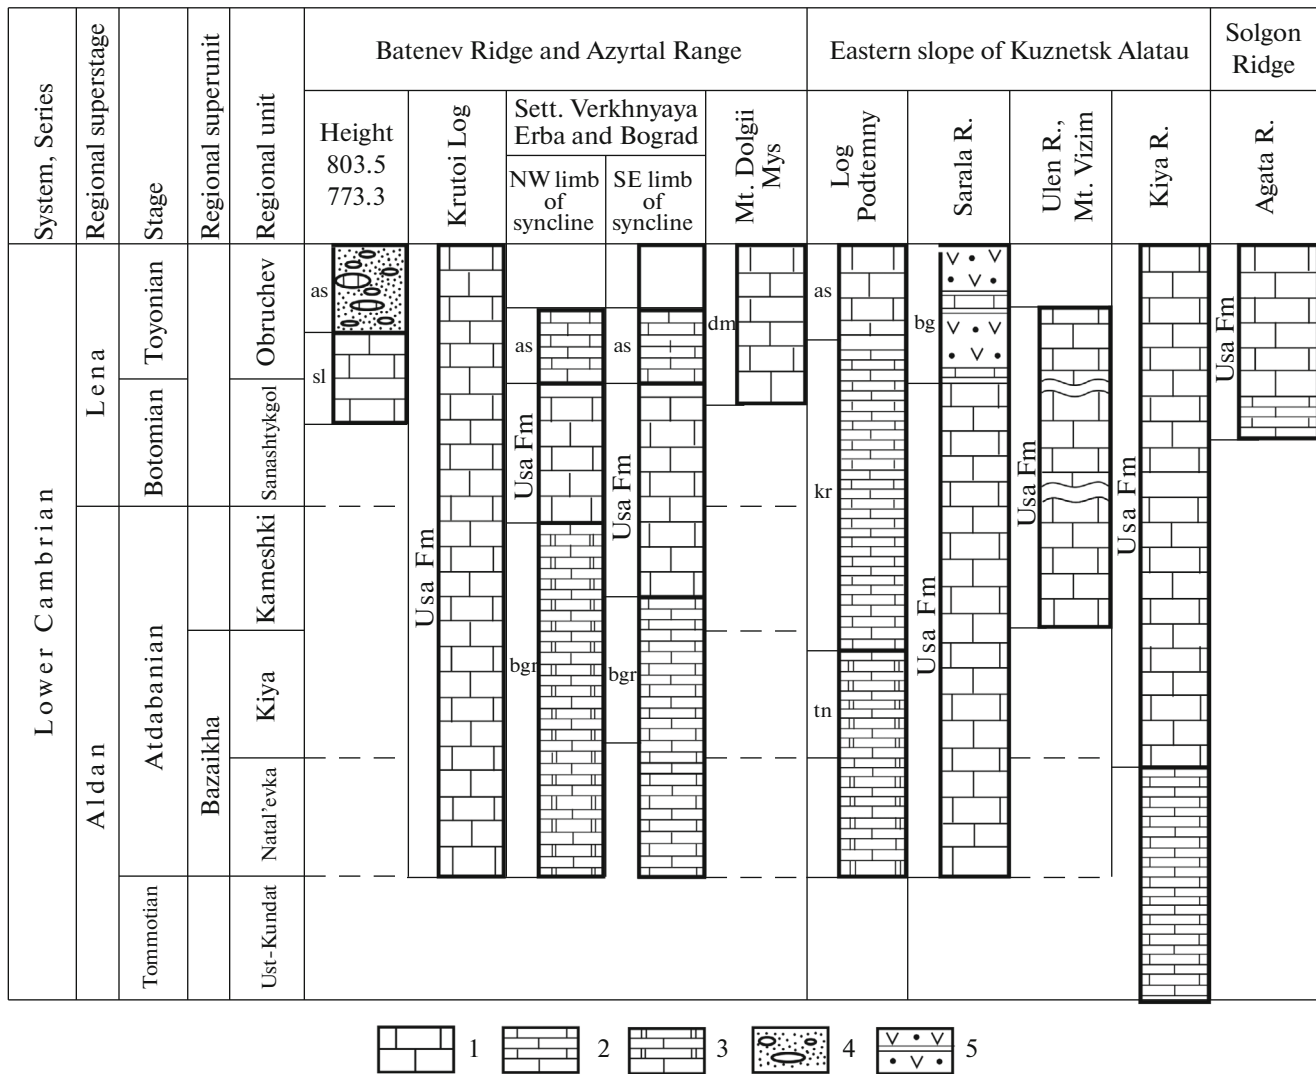 System, Series
Regional superstage
Stage
Regional superunit
Regional unit
Batenev Ridge and Azyrtal Range
Eastern slope of Kuznetsk Alatau
Solgon
Ridge
Height
803.5
773.3
Krutoi Log
Sett. Verkhnyaya
Erba and Bograd
NW limb
of
syncline
SE limb
of
syncline
Mt. Dolgii
Mys
Log
Podtemny
Sarala R.
Ulen R.,
Mt. Vizim
Kiya R.
Agata R.
Lower Cambrian
Lena
Aldan
Toyonian
Botomian
Atdabanian
Tommotian
Bazaikha
Obruchev
Sanashtykgol
Kameshki
Kiya
Natal'evka
Ust-Kundat
as
sl
Usa Fm
as
Usa Fm
bgr
as
Usa Fm
bgr
dm
as
kr
tn
bg
Usa Fm
Usa Fm
Usa Fm
Usa Fm
1
2
3
4
5